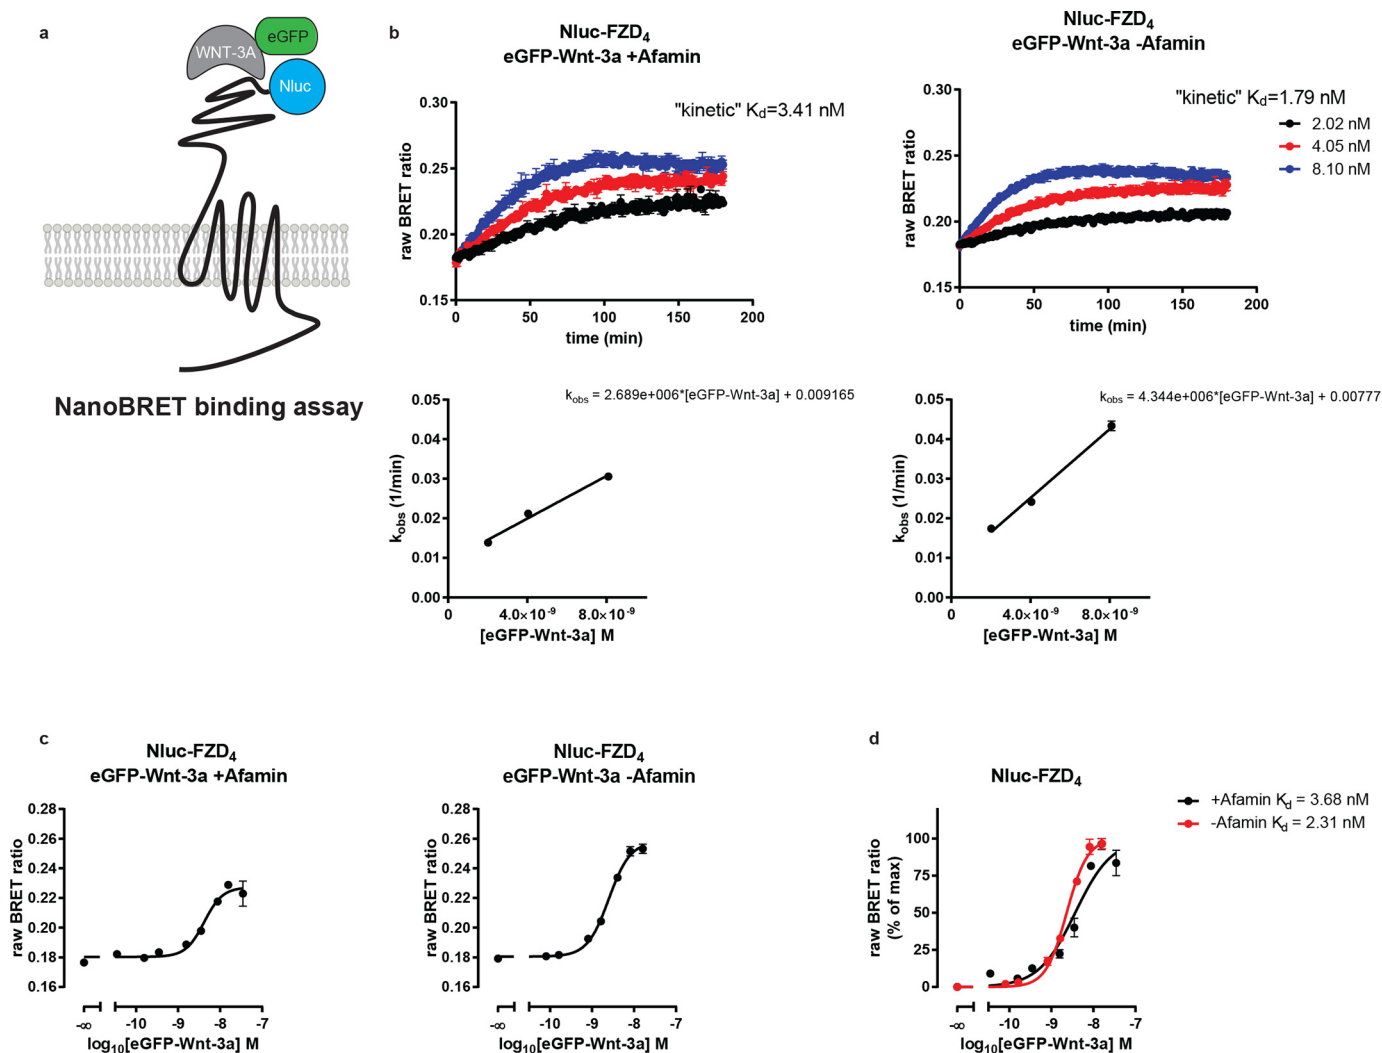 a
WNT-3A
eGFP
Nluc
NanoBRET binding assay
b
Nluc-FZD₄
eGFP-Wnt-3a +Afamin
"kinetic" K_d=3.41 nM
raw BRET ratio
0.30
0.25
0.20
0.15
0
50
100
150
200
time (min)
Nluc-FZD₄
eGFP-Wnt-3a -Afamin
"kinetic" K_d=1.79 nM
2.02 nM
4.05 nM
8.10 nM
raw BRET ratio
0.30
0.25
0.20
0.15
0
50
100
150
200
time (min)
k_obs = 2.689e+006*[eGFP-Wnt-3a] + 0.009165
k_obs (1/min)
0.05
0.04
0.03
0.02
0.01
0.00
0
4.0×10⁻⁹
8.0×10⁻⁹
[eGFP-Wnt-3a] M
k_obs = 4.344e+006*[eGFP-Wnt-3a] + 0.00777
k_obs (1/min)
0.05
0.04
0.03
0.02
0.01
0.00
0
4.0×10⁻⁹
8.0×10⁻⁹
[eGFP-Wnt-3a] M
c
Nluc-FZD₄
eGFP-Wnt-3a +Afamin
raw BRET ratio
0.28
0.26
0.24
0.22
0.20
0.18
0.16
-∞
-10
-9
-8
-7
log₁₀[eGFP-Wnt-3a] M
Nluc-FZD₄
eGFP-Wnt-3a -Afamin
raw BRET ratio
0.28
0.26
0.24
0.22
0.20
0.18
0.16
-∞
-10
-9
-8
-7
log₁₀[eGFP-Wnt-3a] M
d
Nluc-FZD₄
+Afamin K_d = 3.68 nM
-Afamin K_d = 2.31 nM
raw BRET ratio
(% of max)
100
75
50
25
0
-∞
-10
-9
-8
-7
log₁₀[eGFP-Wnt-3a] M